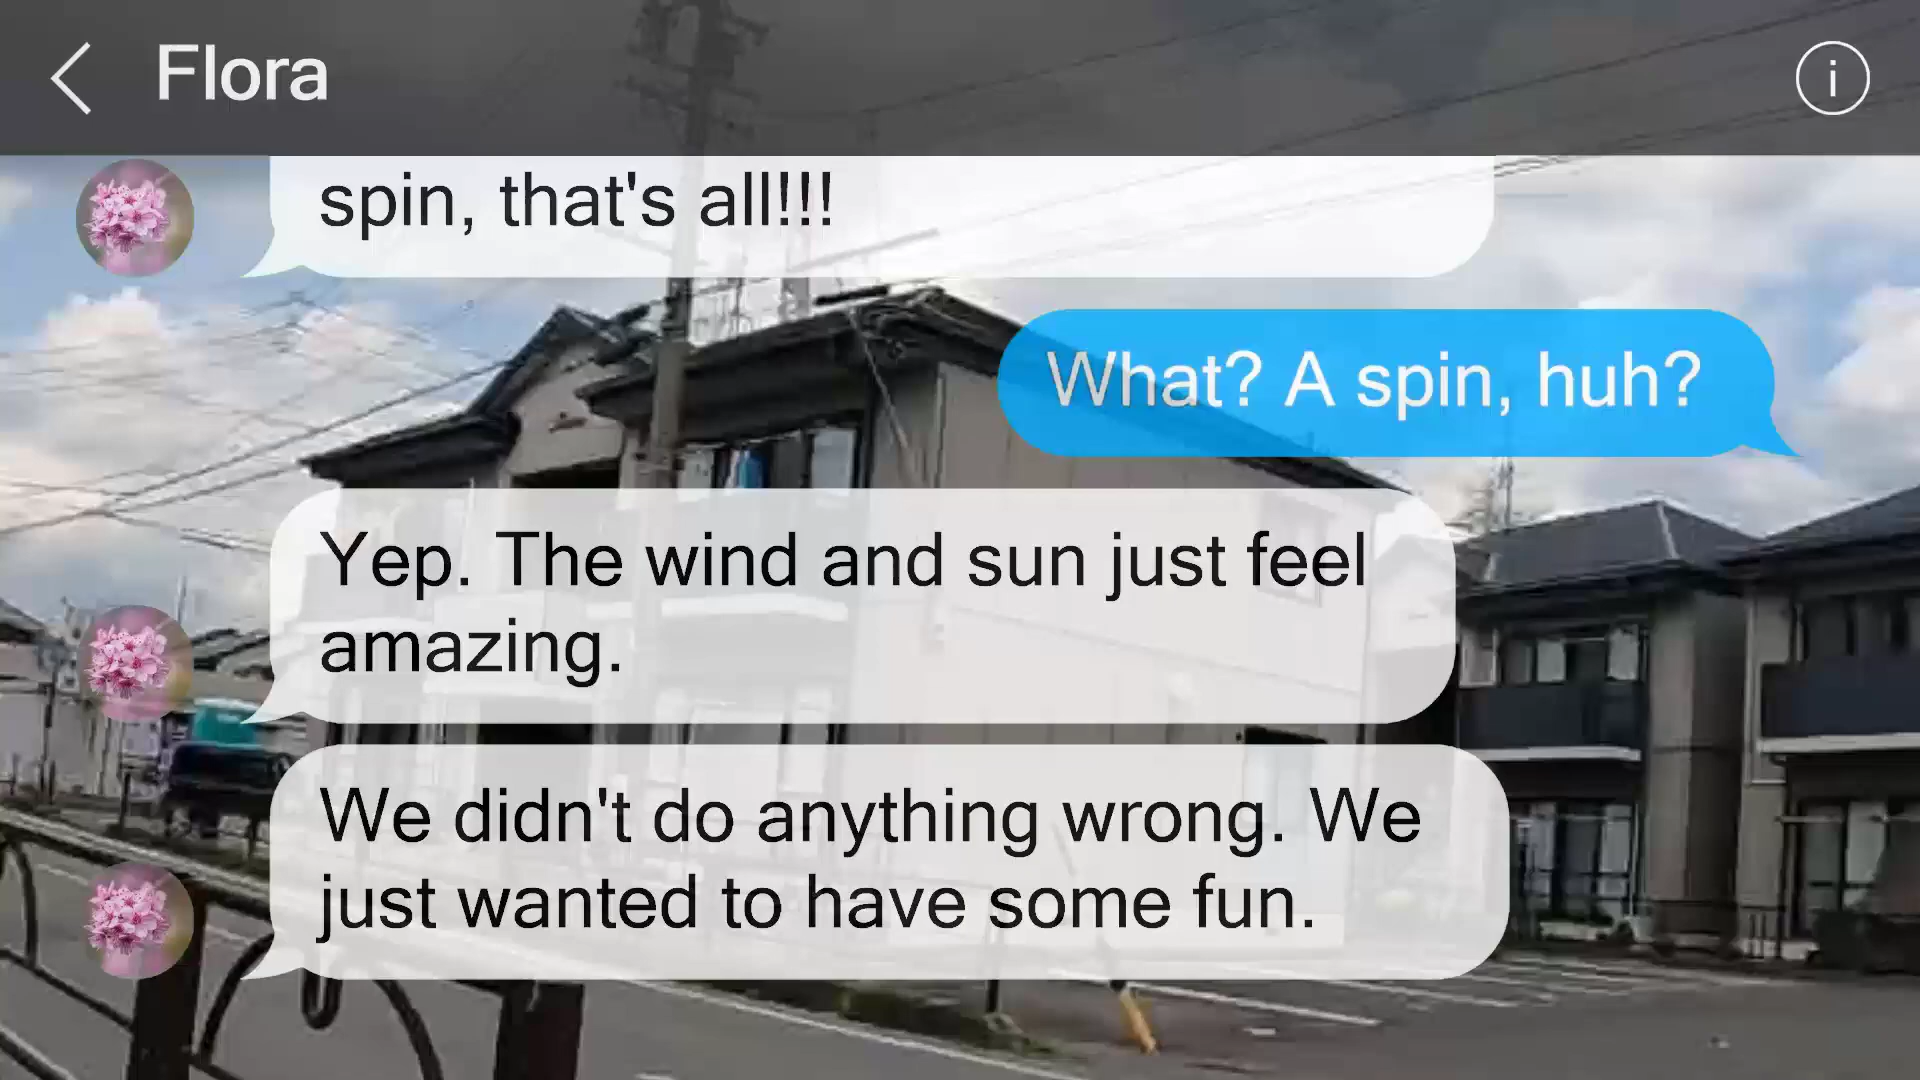 Flora
spin, that's all!!!
What? A spin, huh?
Yep. The wind and sun just feel
amazing.
We didn't do anything wrong. We
just wanted to have some fun.